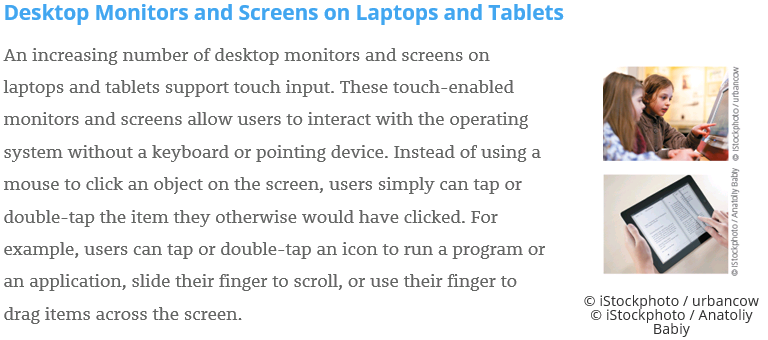 Desktop Monitors and Screens on Laptops and Tablets
An increasing number of desktop monitors and screens on
laptops and tablets support touch input. These touch-enabled
monitors and screens allow users to interact with the operating
system without a keyboard or pointing device. Instead of using a
mouse to click an object on the screen, users simply can tap or
double-tap the item they otherwise would have clicked. For
example, users can tap or double-tap an icon to run a program or
an application, slide their finger to scroll, or use their finger to
drag items across the screen.
© iStockphoto / urbancow
© iStockphoto / Anatoliy Babiy
© iStockphoto / urbancow
© iStockphoto / Anatoliy
Babiy